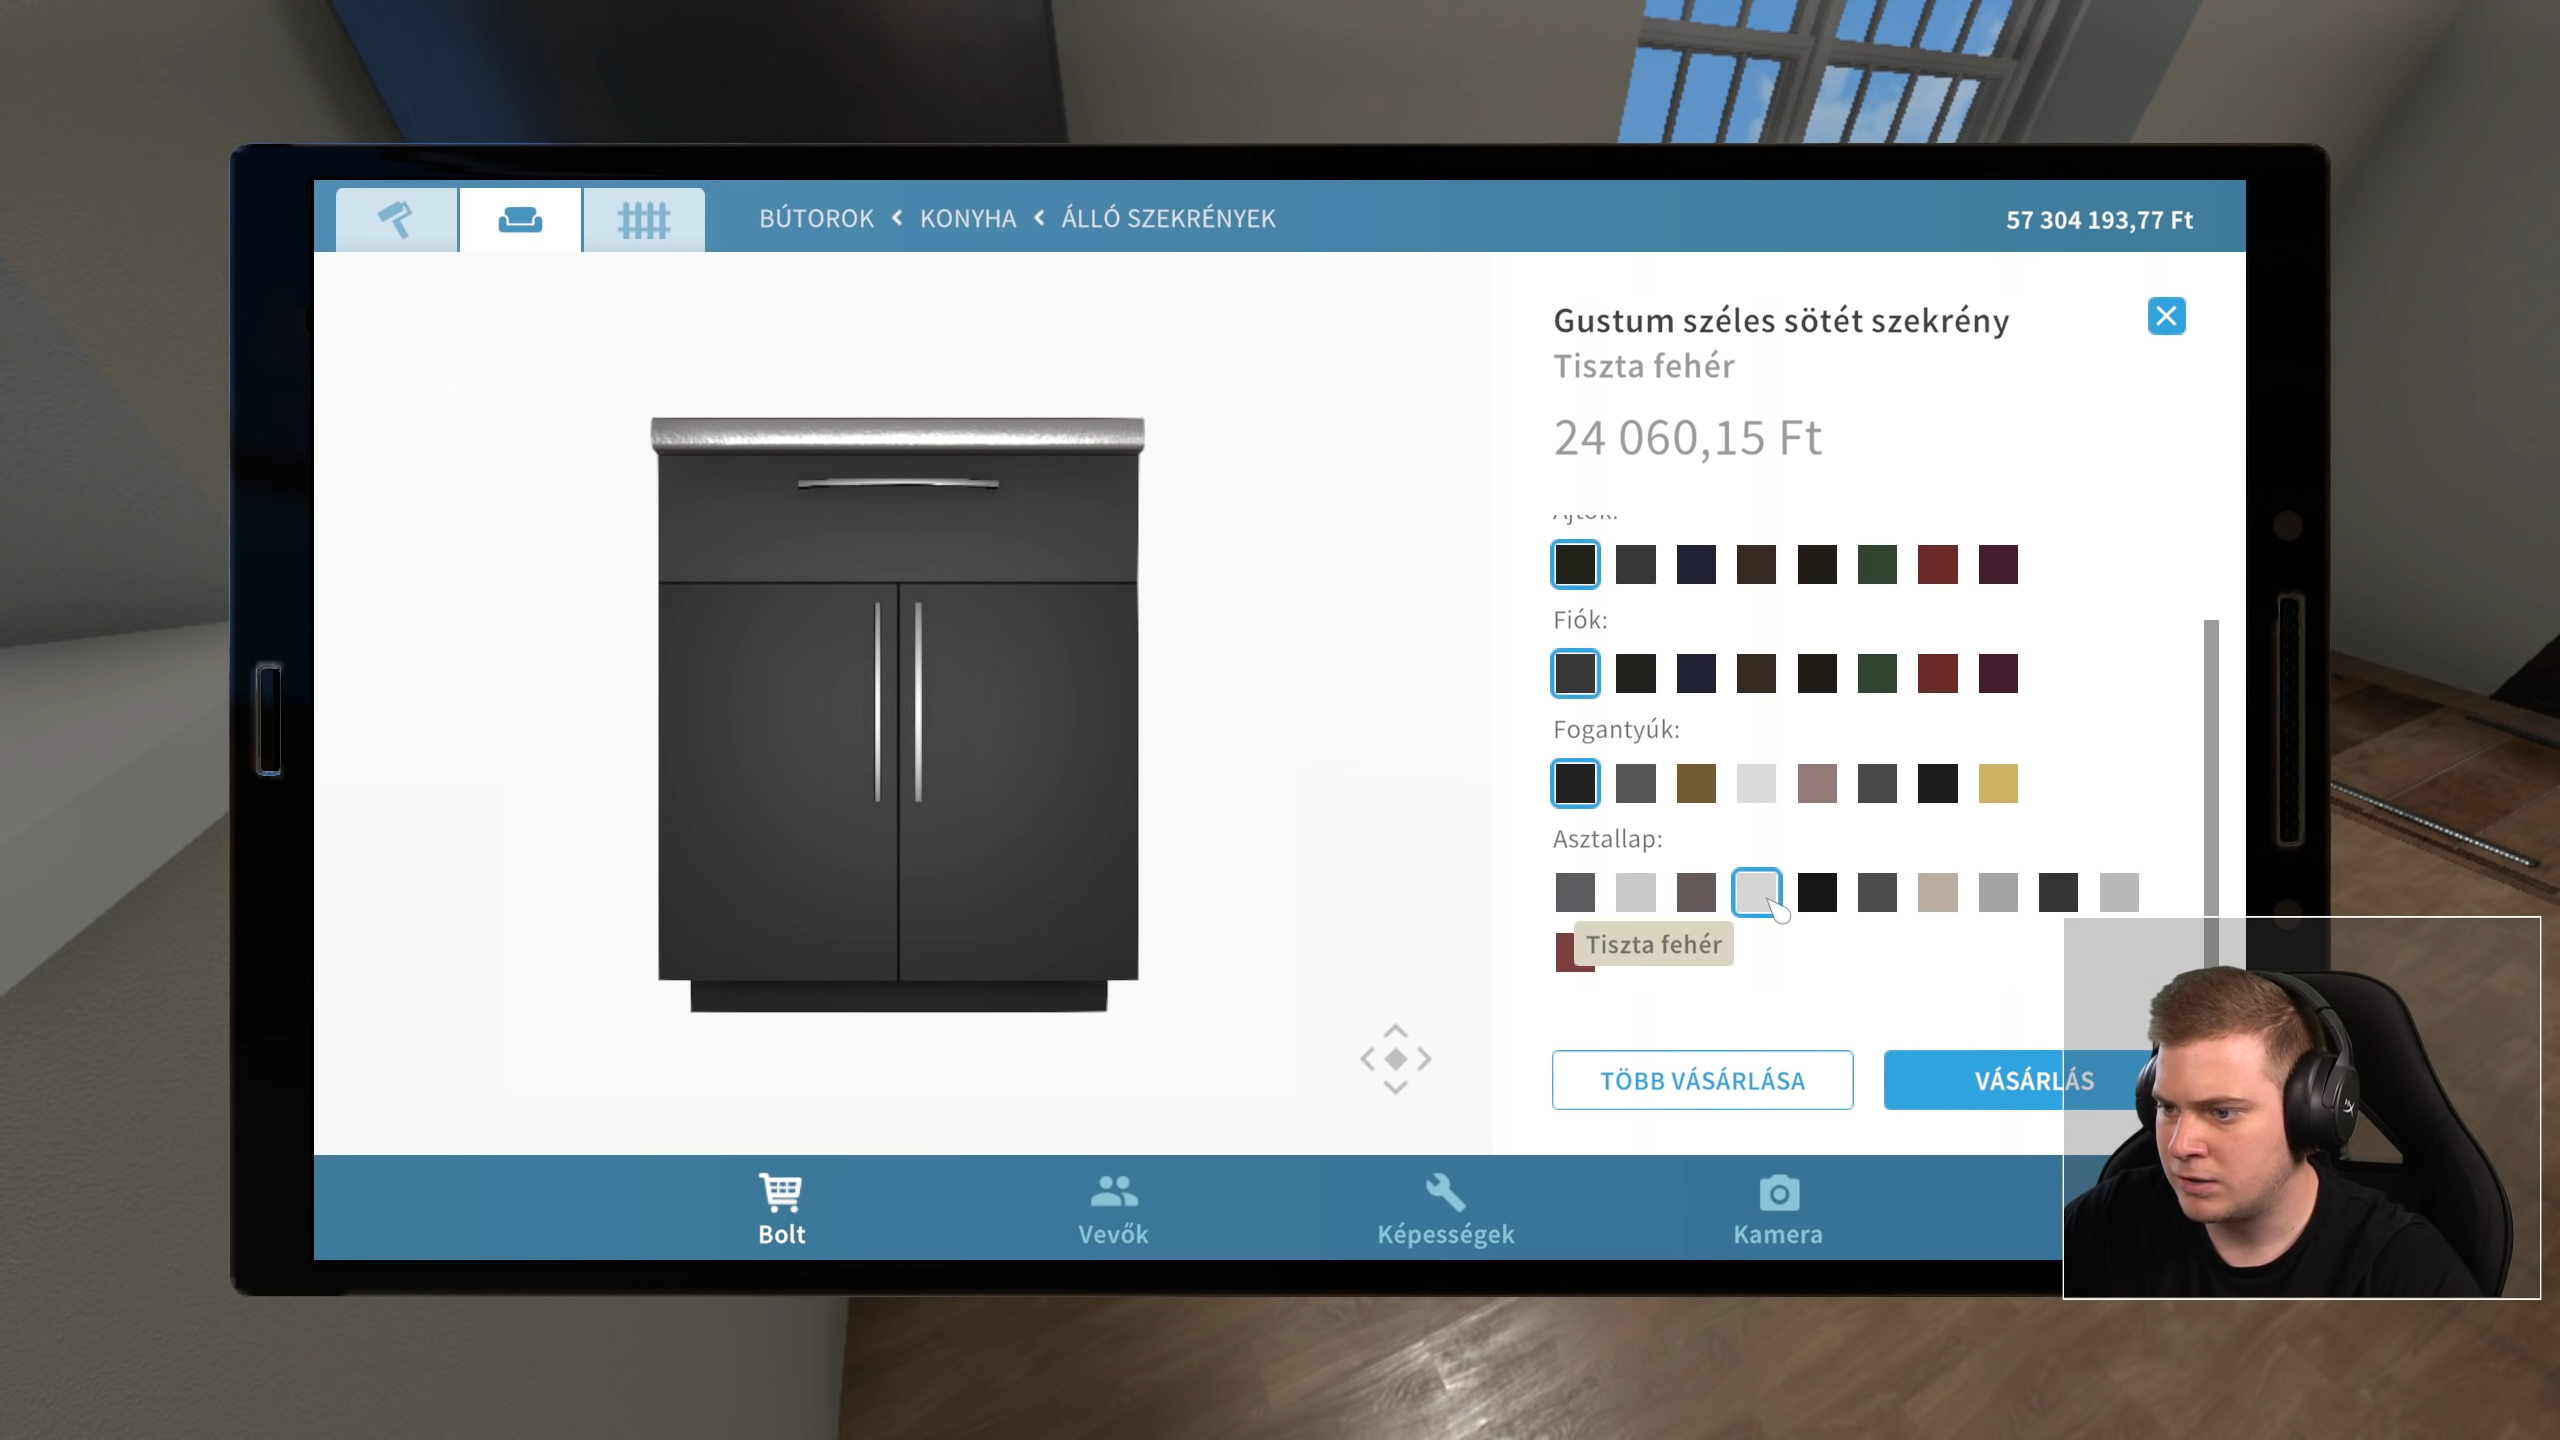 BÚTOROK < KONYHA < ÁLLÓ SZEKRÉNYEK
57 304 193,77 Ft
Gustum széles sötét szekrény
Tiszta fehér
24 060,15 Ft
Ajtók:
Fiók:
Fogantyúk:
Asztallap:
Tiszta fehér
TÖBB VÁSÁRLÁSA
VÁSÁRLÁS
Bolt
Vevők
Képességek
Kamera